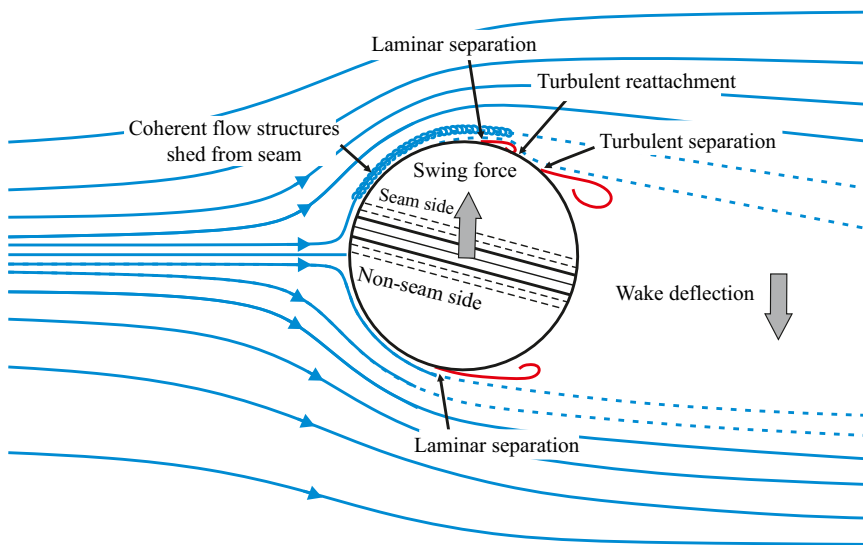 Laminar separation
Turbulent reattachment
Coherent flow structures
shed from seam
Turbulent separation
Swing force
Seam side
Non-seam side
Wake deflection
Laminar separation